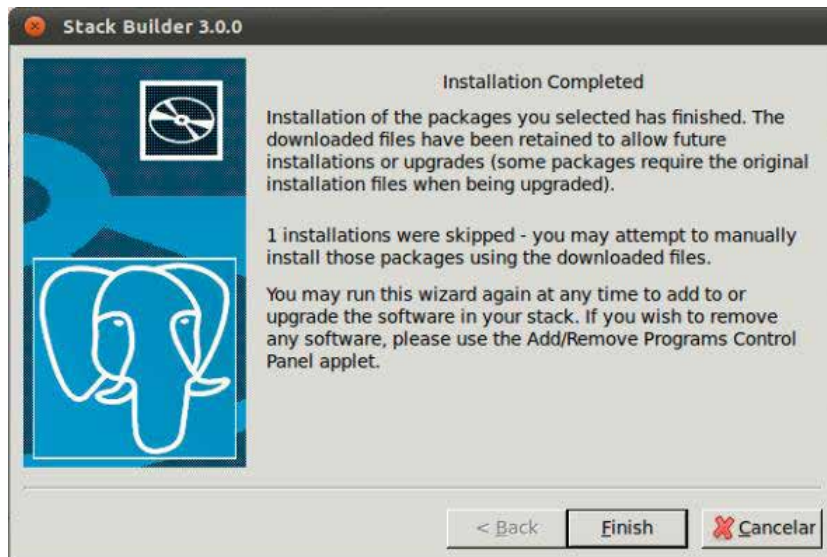 Stack Builder 3.0.0
Installation Completed
Installation of the packages you selected has finished. The
downloaded files have been retained to allow future
installations or upgrades (some packages require the original
installation files when being upgraded).
1 installations were skipped - you may attempt to manually
install those packages using the downloaded files.
You may run this wizard again at any time to add to or
upgrade the software in your stack. If you wish to remove
any software, please use the Add/Remove Programs Control
Panel applet.
< Back Finish Cancelar